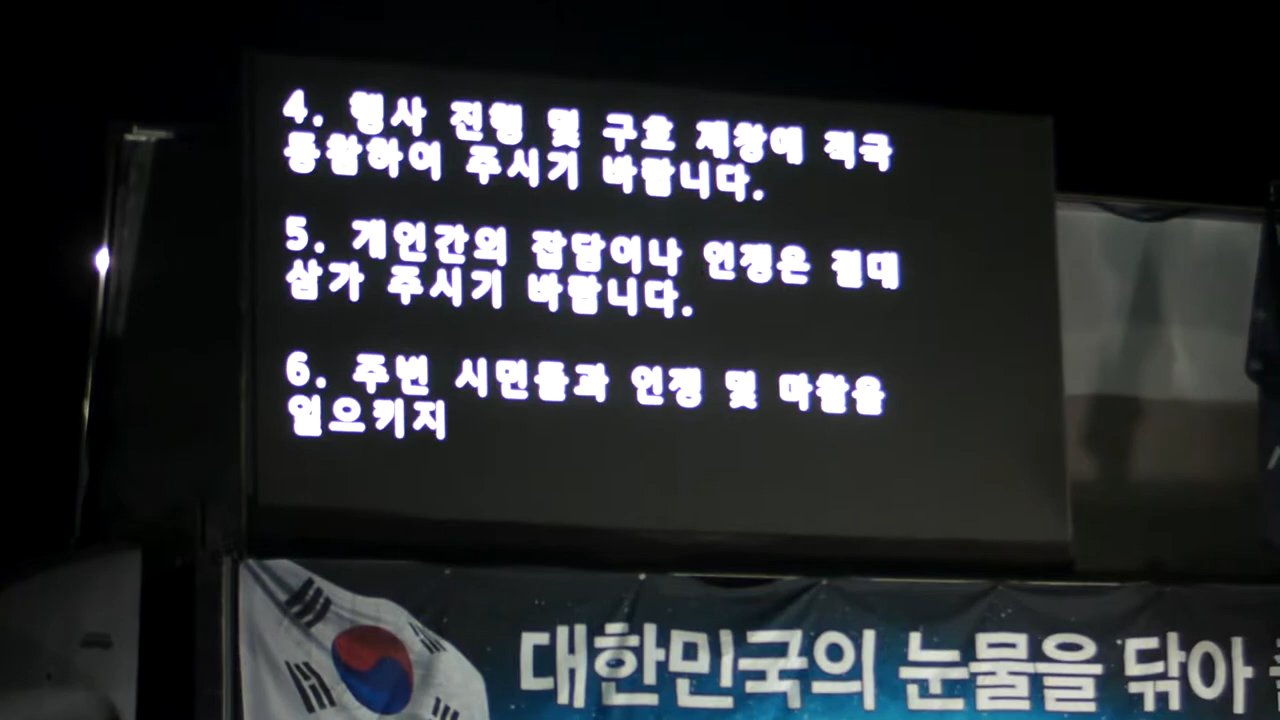 4. 행사 진행 및 구호 제창에 적극
동참하여 주시기 바랍니다.
5. 개인간의 잡담이나 언쟁은 절대
삼가 주시기 바랍니다.
6. 주변 시민들과 언쟁 및 마찰을
일으키지
대한민국의 눈물을 닦아